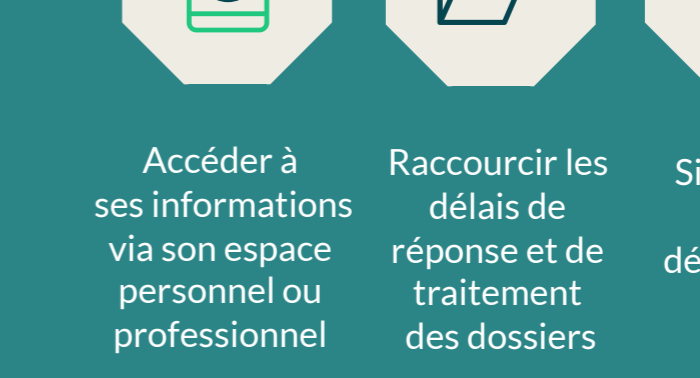 Accéder à
ses informations
via son espace
personnel ou
professionnel
Raccourcir les
délais de
réponse et de
traitement
des dossiers